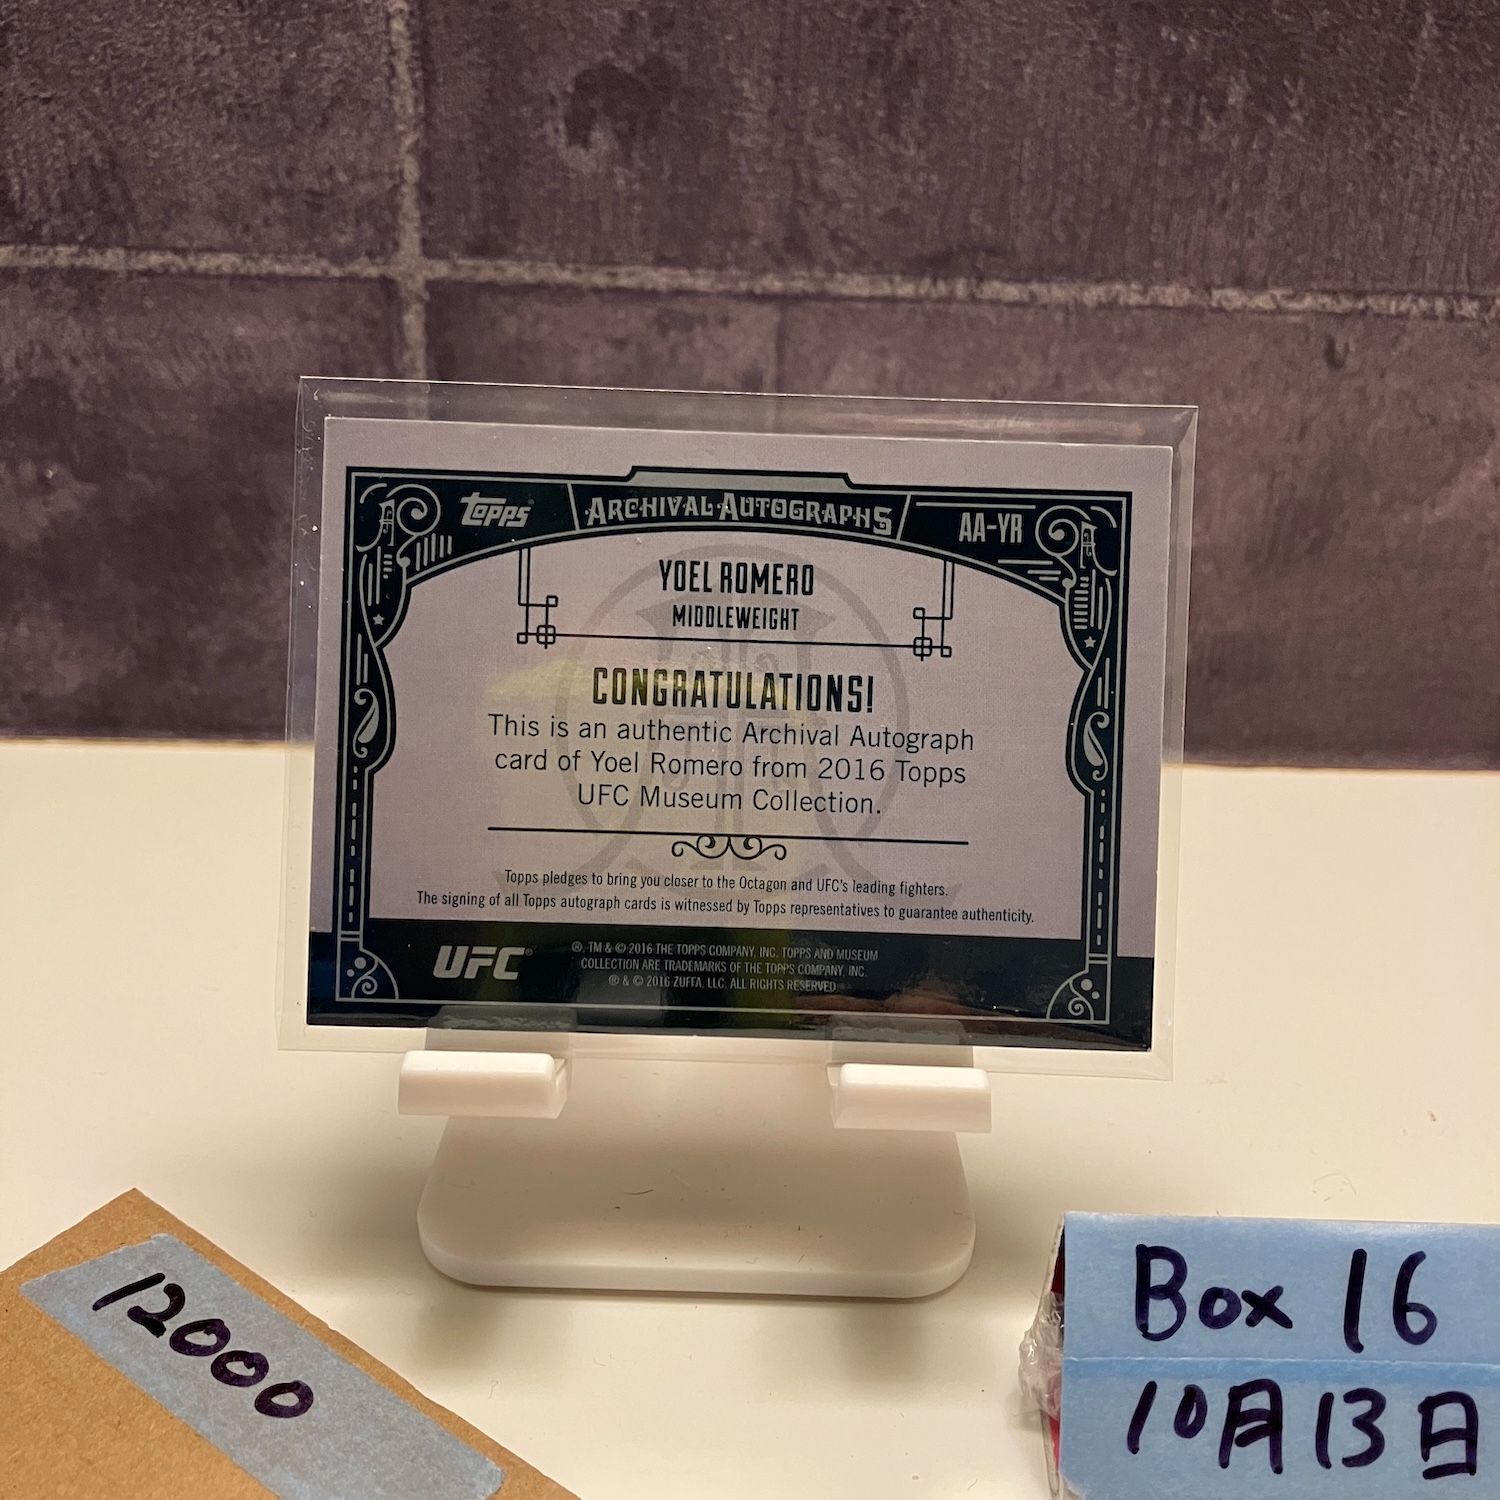 Topps ARCHIVAL AUTOGRAPHS AA-YR
YOEL ROMERO
MIDDLEWEIGHT
CONGRATULATIONS!
This is an authentic Archival Autograph
card of Yoel Romero from 2016 Topps
UFC Museum Collection.
Topps pledges to bring you closer to the Octagon and UFC's leading fighters.
The signing of all Topps autograph cards is witnessed by Topps representatives to guarantee authenticity.
UFC®
®, TM & © 2016 THE TOPPS COMPANY, INC. TOPPS AND MUSEUM
COLLECTION ARE TRADEMARKS OF THE TOPPS COMPANY, INC.
® & © 2016 ZUFFA, LLC. ALL RIGHTS RESERVED.
12000
Box 16
10月13日